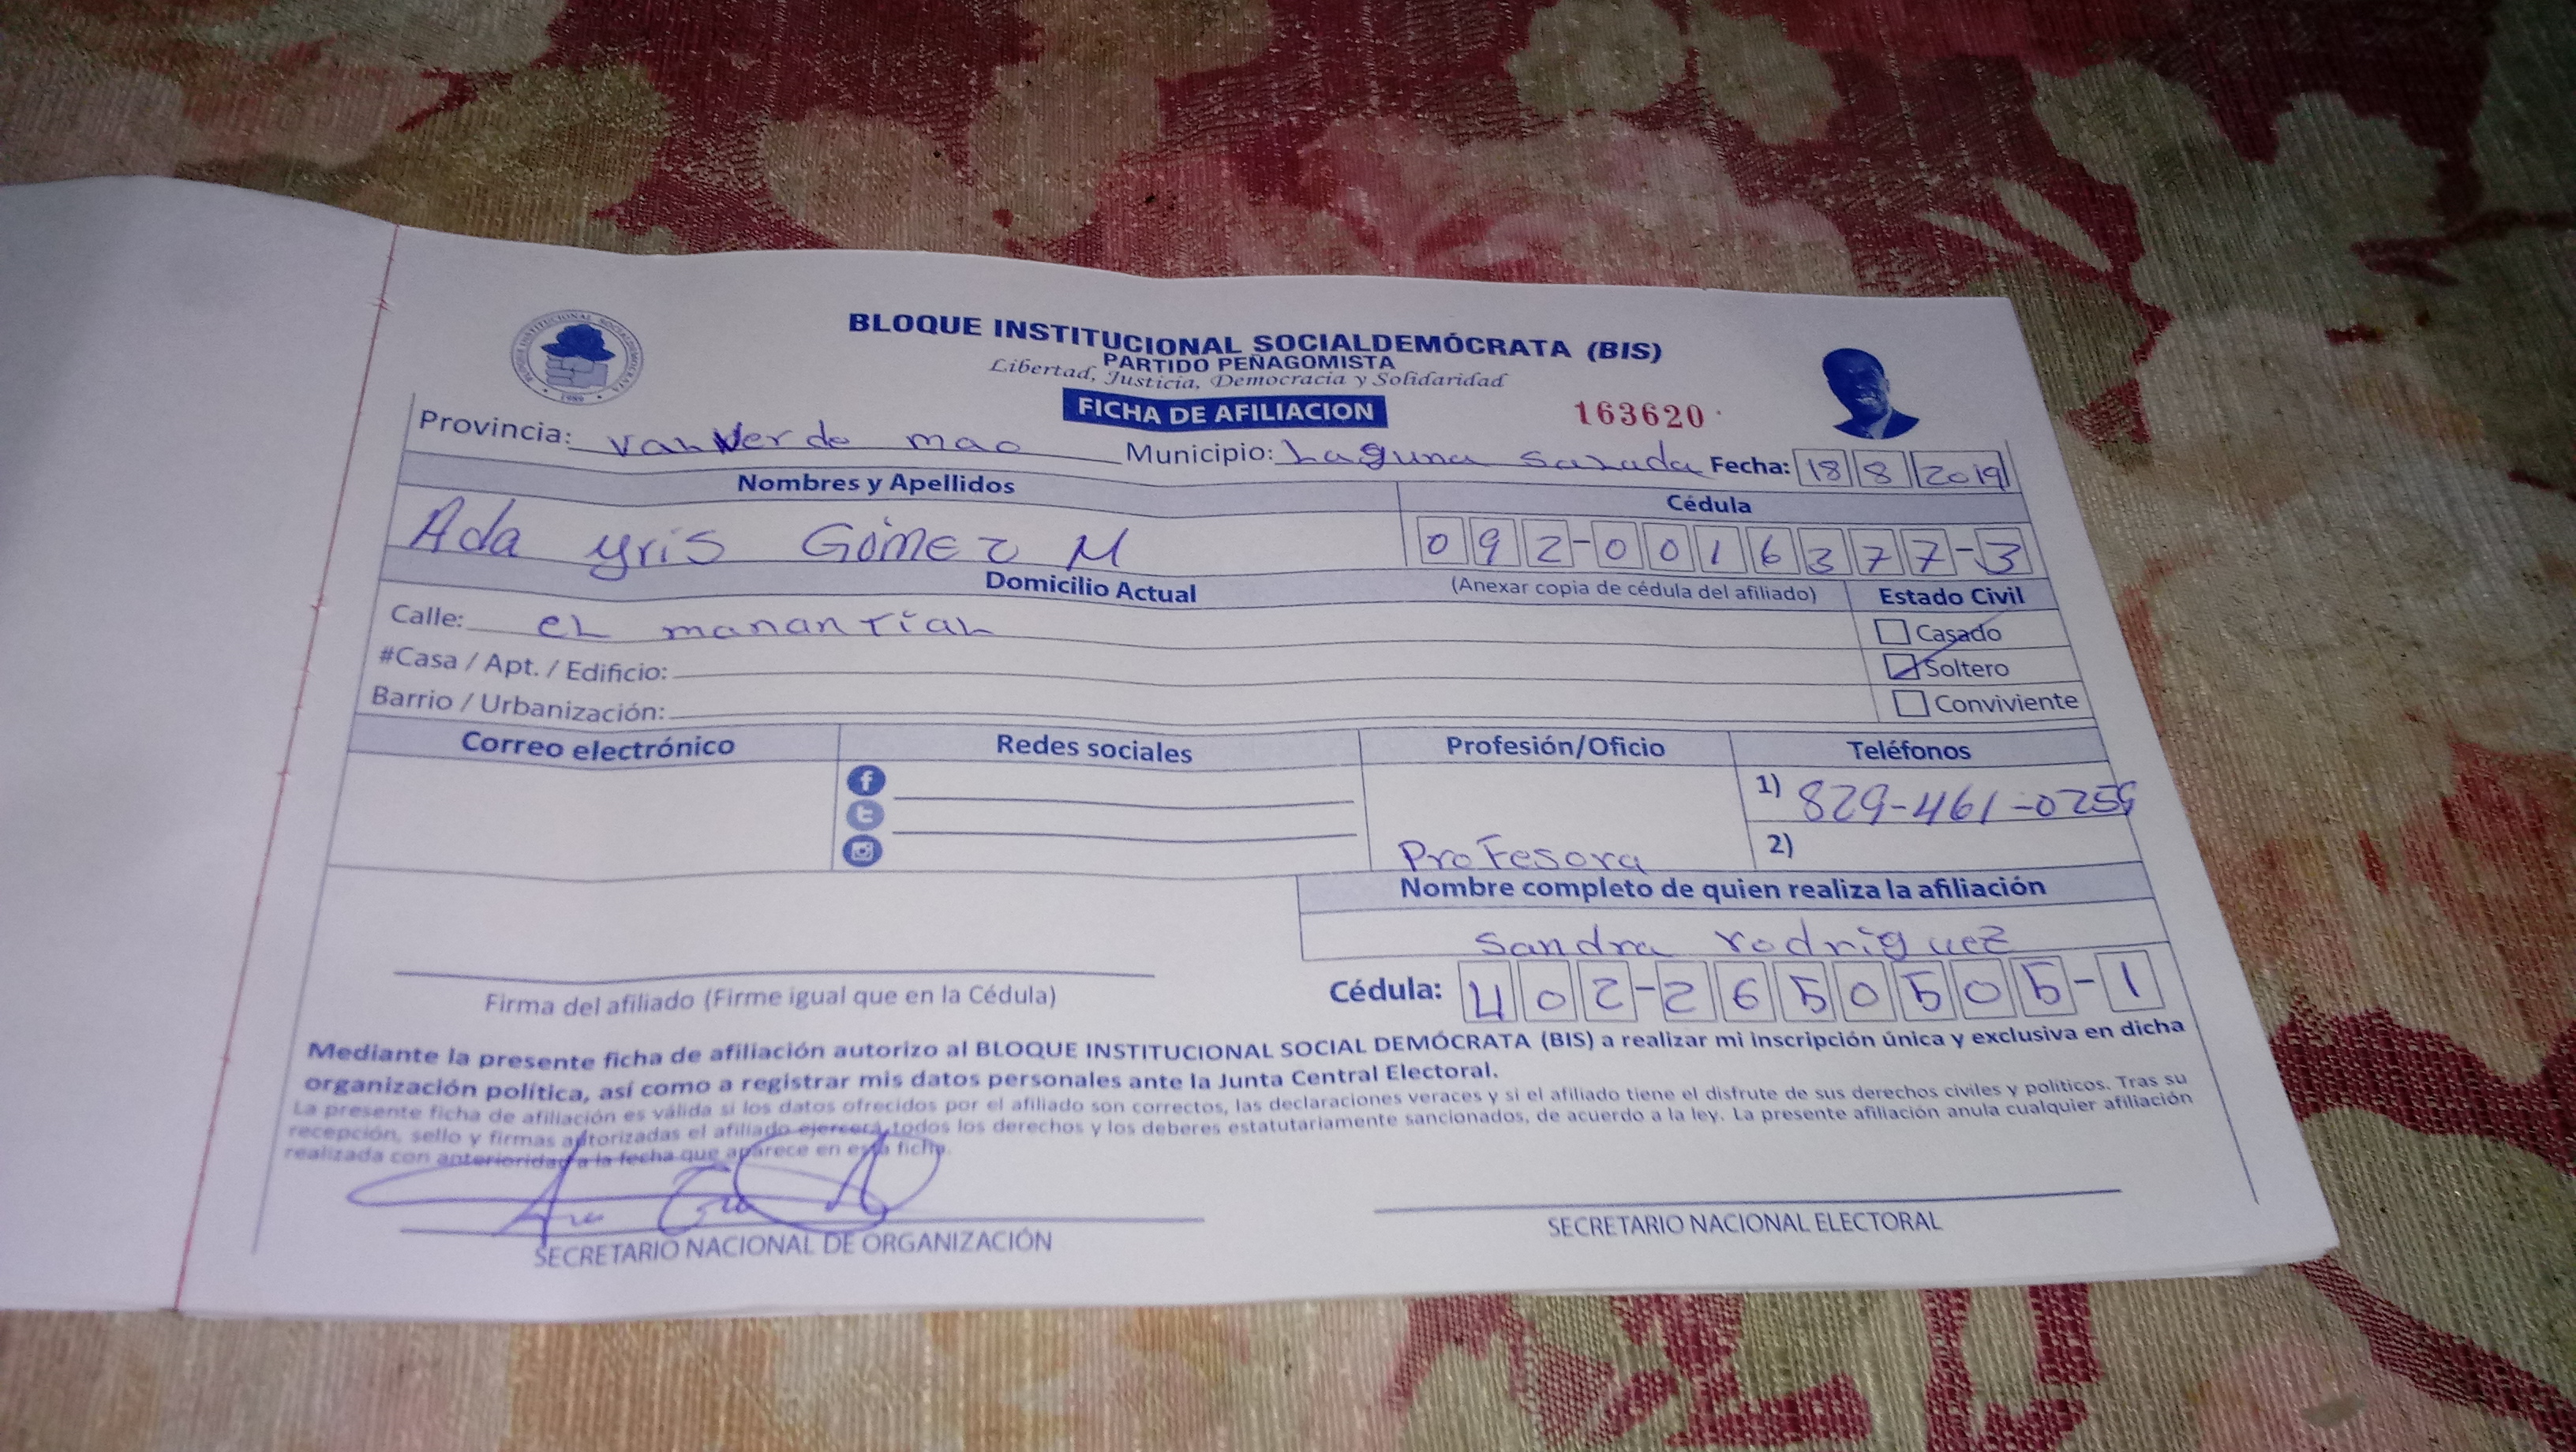 BLOQUE INSTITUCIONAL SOCIALDEMÓCRATA
1989
BLOQUE INSTITUCIONAL SOCIALDEMÓCRATA (BIS)
PARTIDO PEÑAGOMISTA
Libertad, Justicia, Democracia y Solidaridad
FICHA DE AFILIACION
163620
Provincia: Valverde mao Municipio: Laguna Salada Fecha: 18 8 2019
Nombres y Apellidos Cédula
Ada yris Gómez M 092-0016377-3
Domicilio Actual (Anexar copia de cédula del afiliado) Estado Civil
Calle: eL manantiaL
Casado
#Casa / Apt. / Edificio:
Soltero
Barrio / Urbanización:
Conviviente
Correo electrónico Redes sociales Profesión/Oficio Teléfonos
1) 829-461-0259
Profesora 2)
Nombre completo de quien realiza la afiliación
Sandra rodriguez
Cédula: 402-2650505-1
Firma del afiliado (Firme igual que en la Cédula)
Mediante la presente ficha de afiliación autorizo al BLOQUE INSTITUCIONAL SOCIAL DEMÓCRATA (BIS) a realizar mi inscripción única y exclusiva en dicha
organización política, así como a registrar mis datos personales ante la Junta Central Electoral.
La presente ficha de afiliación es válida si los datos ofrecidos por el afiliado son correctos, las declaraciones veraces y si el afiliado tiene el disfrute de sus derechos civiles y políticos. Tras su
recepción, sello y firmas autorizadas el afiliado ejercerá todos los derechos y los deberes estatutariamente sancionados, de acuerdo a la ley. La presente afiliación anula cualquier afiliación
realizada con anterioridad a la fecha que aparece en esta ficha.
SECRETARIO NACIONAL DE ORGANIZACIÓN SECRETARIO NACIONAL ELECTORAL